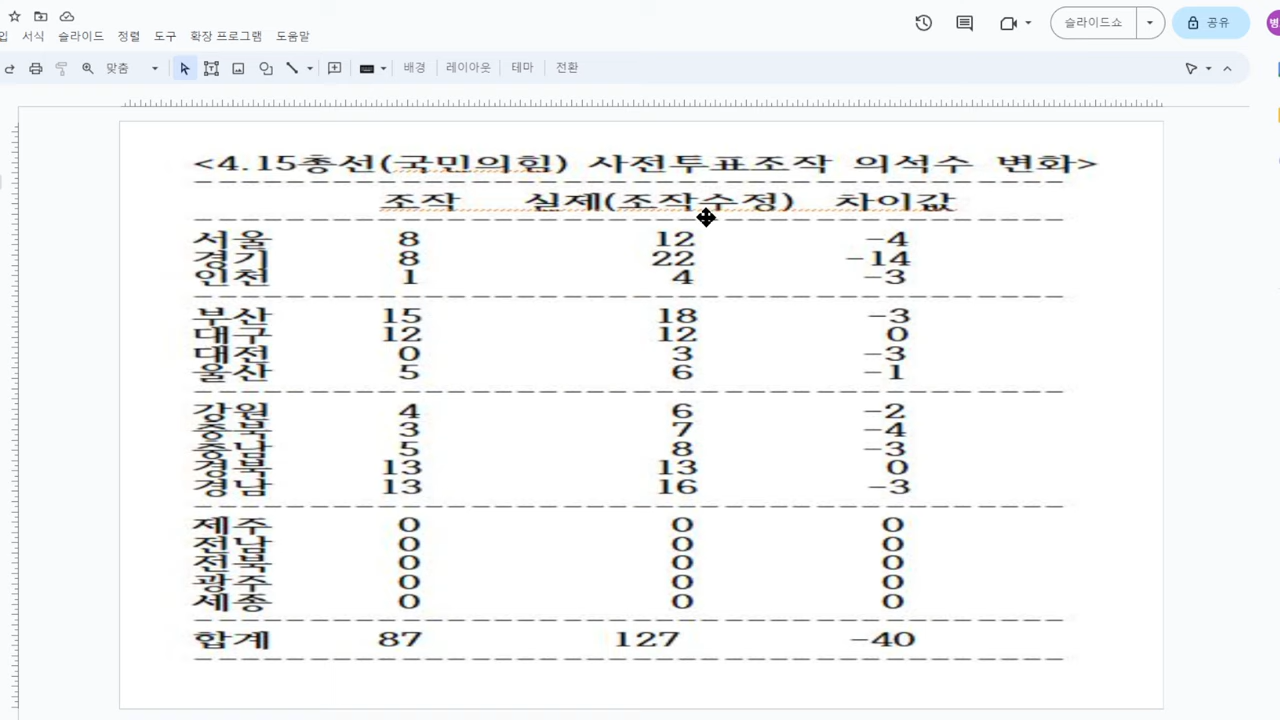 입 서식 슬라이드 정렬 도구 확장 프로그램 도움말
슬라이드쇼
공유
병
맞춤
배경 레이아웃 테마 전환
<4.15총선(국민의힘) 사전투표조작 의석수 변화>
조작 실제(조작수정) 차이값
서울 8 12 -4
경기 8 22 -14
인천 1 4 -3
부산 15 18 -3
대구 12 12 0
대전 0 3 -3
울산 5 6 -1
강원 4 6 -2
충북 3 7 -4
충남 5 8 -3
경북 13 13 0
경남 13 16 -3
제주 0 0 0
전남 0 0 0
전북 0 0 0
광주 0 0 0
세종 0 0 0
합계 87 127 -40